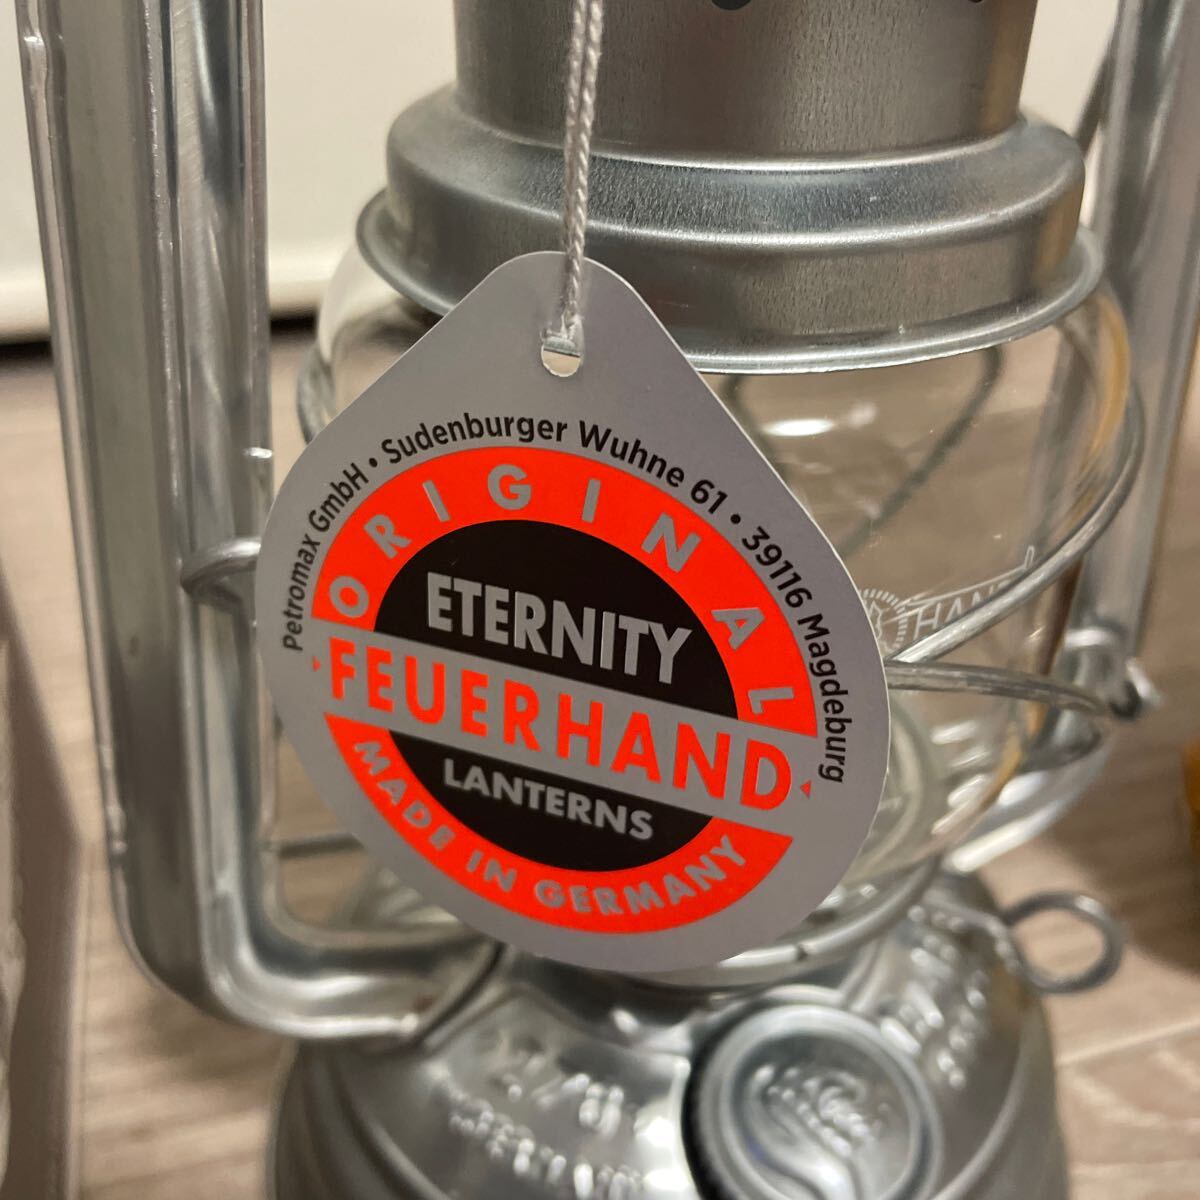 Petromax GmbH • Sudenburger Wuhne 61 • 39116 Magdeburg
ORIGINAL
ETERNITY
FEUERHAND
LANTERNS
MADE IN GERMANY